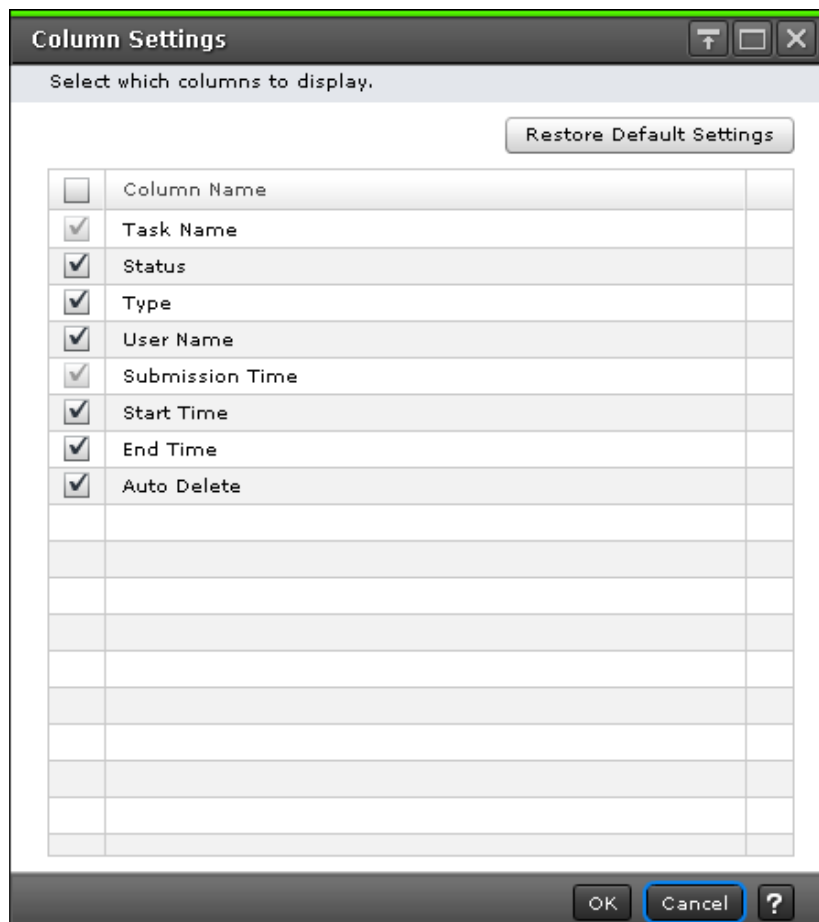 Column Settings
Select which columns to display.
Restore Default Settings
Column Name
Task Name
Status
Type
User Name
Submission Time
Start Time
End Time
Auto Delete
OK Cancel ?